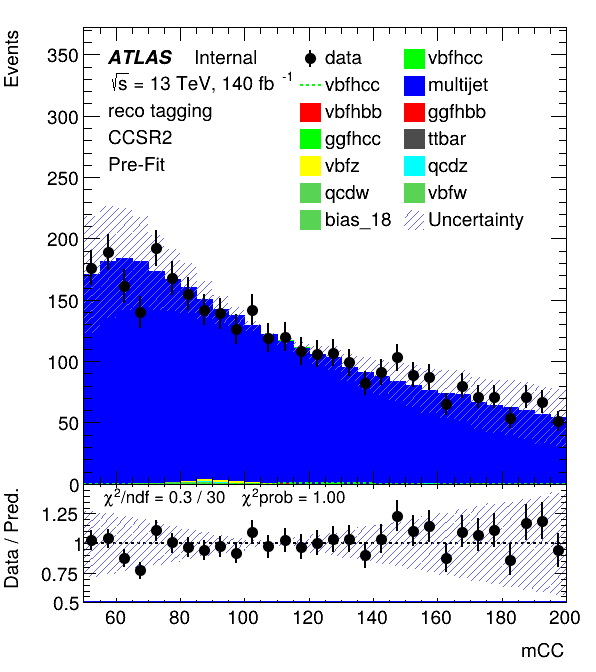 Events
350
300
250
200
150
100
50
0
ATLAS Internal
√s = 13 TeV, 140 fb⁻¹
reco tagging
CCSR2
Pre-Fit
data
vbfhcc
vbfhcc
multijet
vbfhbb
ggfhbb
ggfhcc
ttbar
vbfz
qcdz
qcdw
vbfw
bias_18
Uncertainty
χ²/ndf = 0.3 / 30 χ²prob = 1.00
Data / Pred.
1.25
1
0.75
0.5
60 80 100 120 140 160 180 200
mCC